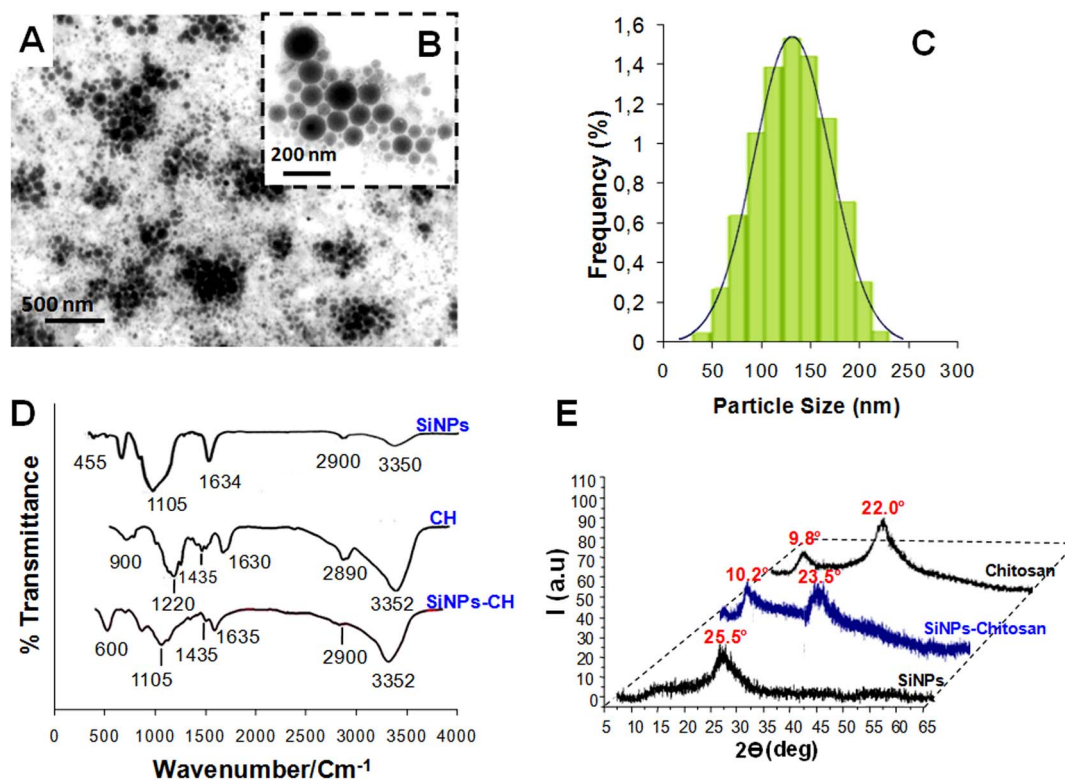 A
B
200 nm
500 nm
C
Frequency (%)
1,6
1,4
1,2
1
0,8
0,6
0,4
0,2
0
0 50 100 150 200 250 300
Particle Size (nm)
D
% Transmittance
SiNPs
455
1105
1634
2900
3350
CH
900
1220
1435
1630
2890
3352
SiNPs-CH
600
1105
1435
1635
2900
3352
0 500 1000 1500 2000 2500 3000 3500 4000
Wavenumber/Cm-1
E
I (a.u)
110
100
90
80
70
60
50
40
30
20
10
0
22.0º
9.8º
Chitosan
10.2º
23.5º
SiNPs-Chitosan
25.5º
SiNPs
5 10 15 20 25 30 35 40 45 50 55 60 65
2Θ (deg)